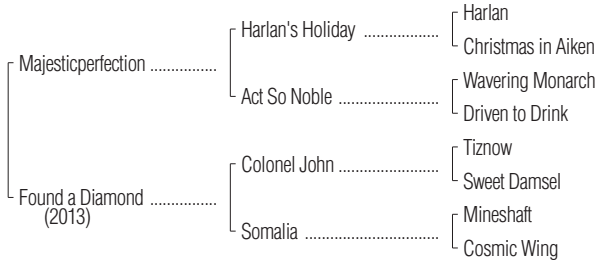 Harlan
Harlan's Holiday ..................
Christmas in Aiken
Majesticperfection ................
Wavering Monarch
Act So Noble ........................
Driven to Drink
Tiznow
Colonel John ........................
Sweet Damsel
Found a Diamond ................
(2013)
Mineshaft
Somalia ................................
Cosmic Wing